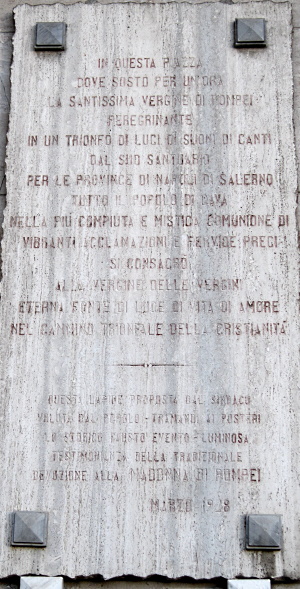 IN QUESTA PIAZZA
DOVE SOSTO PER UN'ORA
LA SANTISSIMA VERGINE DI POMPEI
PEREGRINANTE
IN UN TRIONFO DI LUCI DI SUONI DI CANTI
DAL SUO SANTUARIO
PER LE PROVINCE DI NAPOLI DI SALERNO
TUTTO IL POPOLO DI CAVA
NELLA PIU COMPIUTA E MISTICA COMUNIONE DI
VIBRANTI ACCLAMAZIONI E FERVIDE PRECI
SI CONSACRO
ALLA VERGINE DELLE VERGINI
ETERNA FONTE DI LUCE DI VITA DI AMORE
NEL CAMMINO TRIONFALE DELLA CRISTIANITA
QUESTA LAPIDE PROPOSTA DAL SINDACO
VOLUTA DAL POPOLO - TRAMANDI AI POSTERI
LO STORICO FAUSTO EVENTO - LUMINOSA
TESTIMONIANZA DELLA TRADIZIONALE
DEVOZIONE ALLA MADONNA DI POMPEI
MARZO